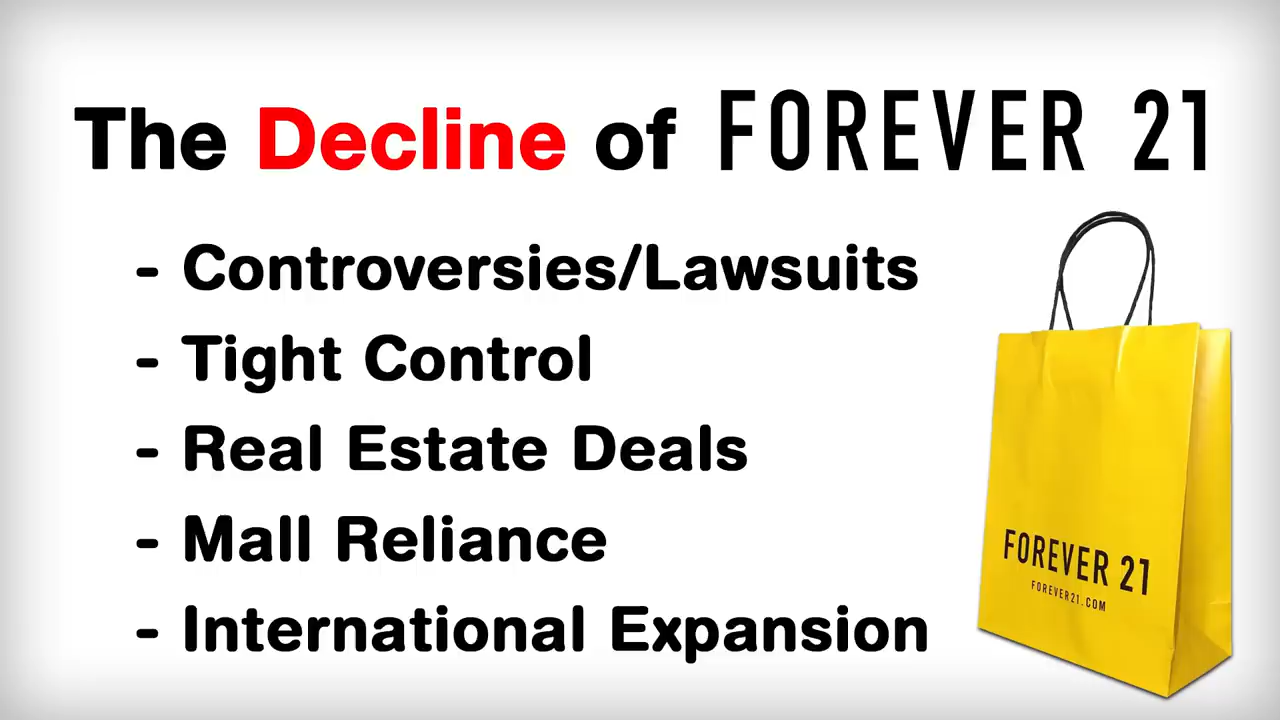 The Decline of FOREVER 21
- Controversies/Lawsuits
- Tight Control
- Real Estate Deals
- Mall Reliance
- International Expansion
FOREVER 21
FOREVER21.COM